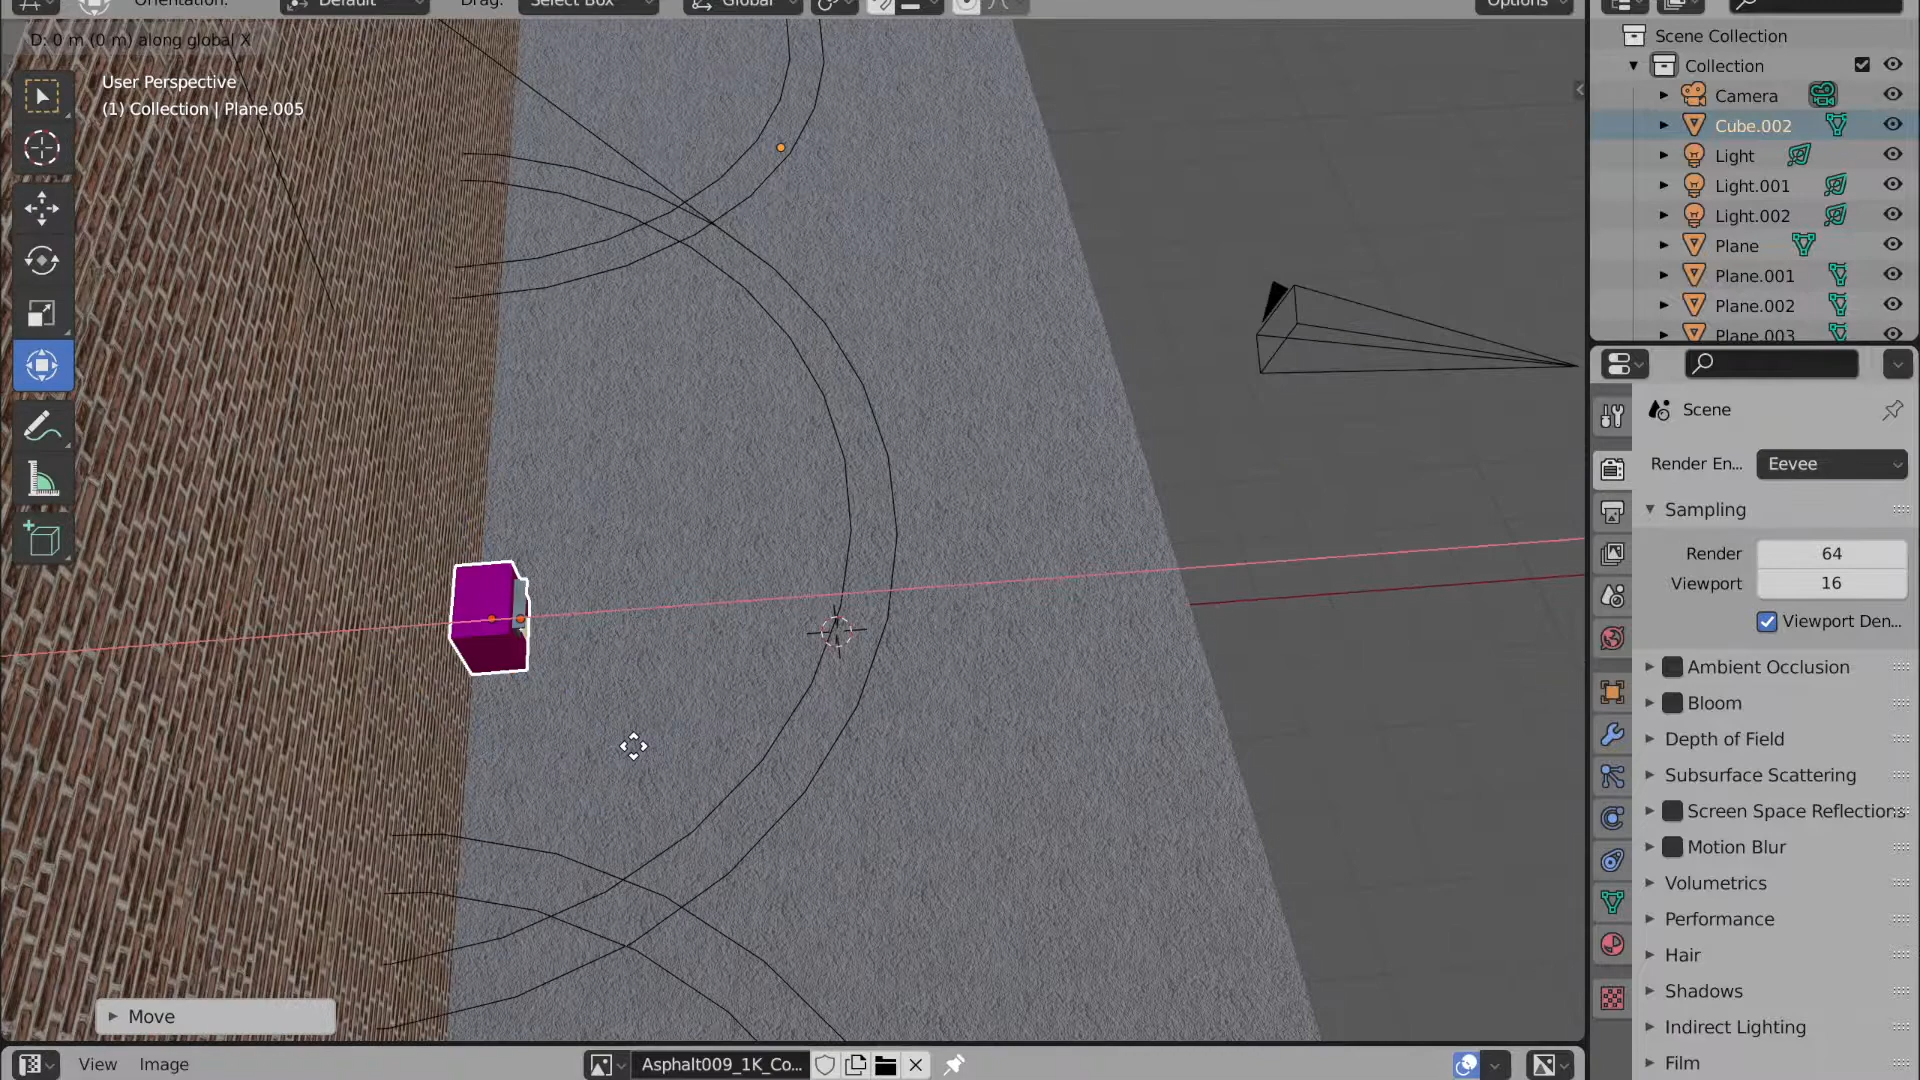 Orientation:
Default
Drag:
Select Box
Global
Options
D: 0 m (0 m) along global X
User Perspective
(1) Collection | Plane.005
Move
View
Image
Asphalt009_1K_Co...
Scene Collection
Collection
Camera
Cube.002
Light
Light.001
Light.002
Plane
Plane.001
Plane.002
Plane.003
Scene
Render En...
Eevee
Sampling
Render
64
Viewport
16
Viewport Den...
Ambient Occlusion
Bloom
Depth of Field
Subsurface Scattering
Screen Space Reflections
Motion Blur
Volumetrics
Performance
Hair
Shadows
Indirect Lighting
Film